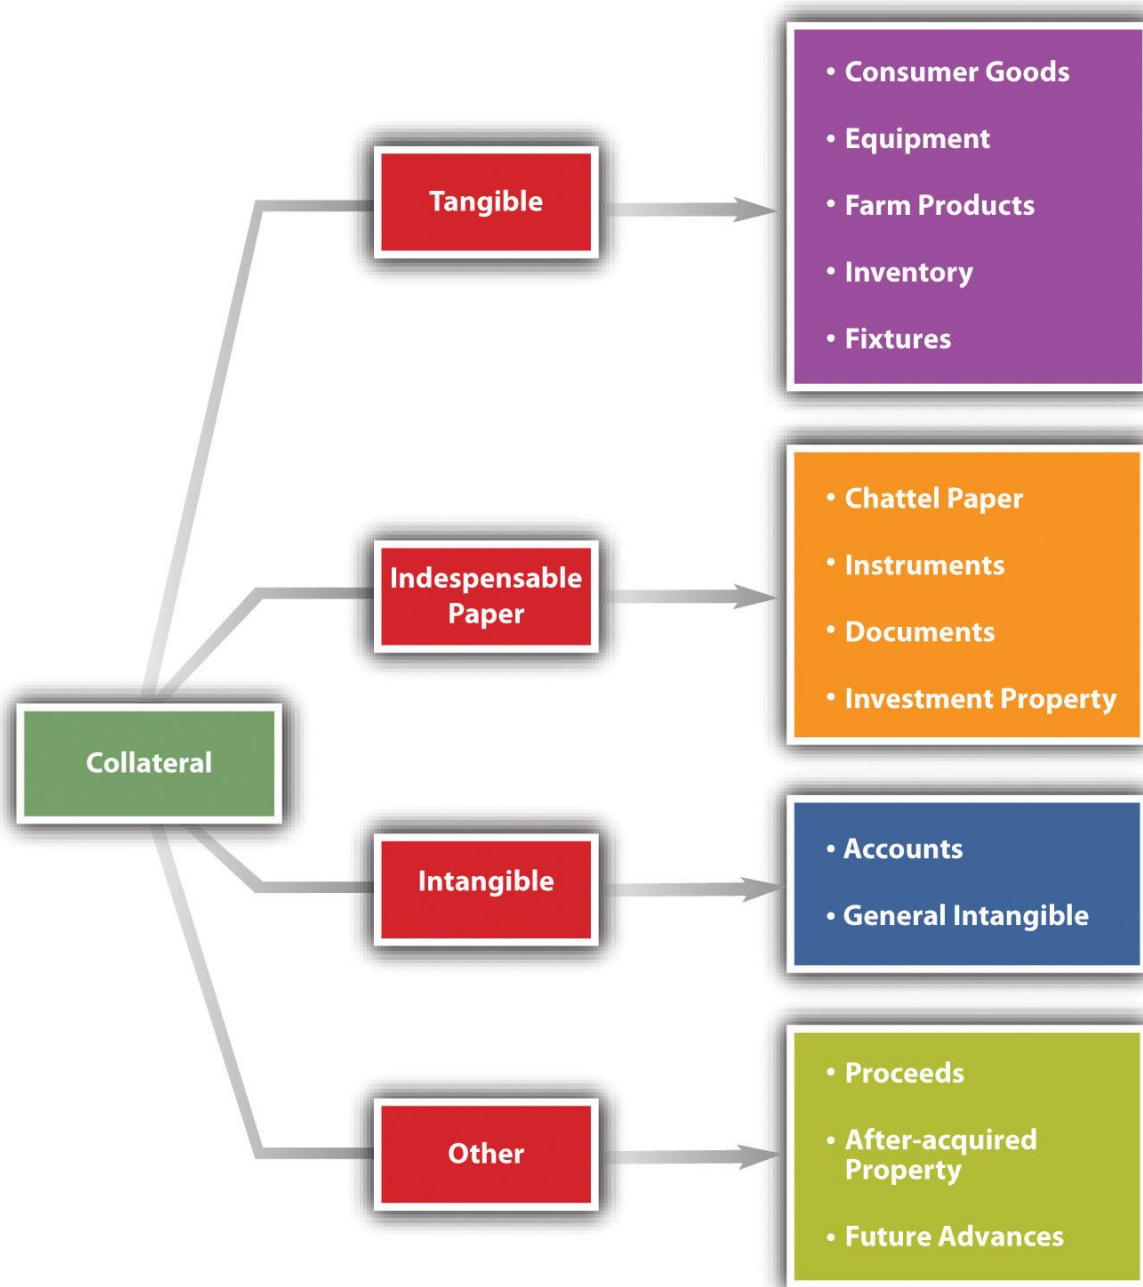 Collateral
Tangible
• Consumer Goods
• Equipment
• Farm Products
• Inventory
• Fixtures
Indespensable
Paper
• Chattel Paper
• Instruments
• Documents
• Investment Property
Intangible
• Accounts
• General Intangible
Other
• Proceeds
• After-acquired
Property
• Future Advances